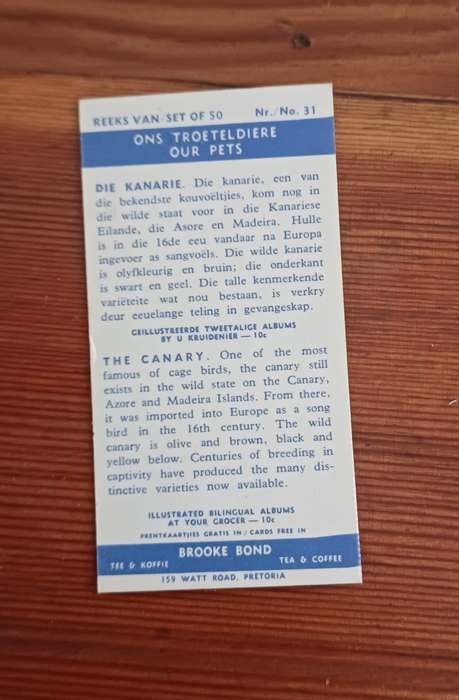 REEKS VAN/SET OF 50 Nr./No. 31
ONS TROETELDIERE
OUR PETS
DIE KANARIE. Die kanarie, een van
die bekendste kouvoëltjies, kom nog in
die wilde staat voor in die Kanariese
Eilande, die Asore en Madeira. Hulle
is in die 16de eeu vandaar na Europa
ingevoer as sangvoëls. Die wilde kanarie
is olyfkleurig en bruin; die onderkant
is swart en geel. Die talle kenmerkende
variëteite wat nou bestaan, is verkry
deur eeuelange teling in gevangeskap.
GEILLUSTREERDE TWEETALIGE ALBUMS
BY U KRUIDENIER — 10c
THE CANARY. One of the most
famous of cage birds, the canary still
exists in the wild state on the Canary,
Azore and Madeira Islands. From there,
it was imported into Europe as a song
bird in the 16th century. The wild
canary is olive and brown, black and
yellow below. Centuries of breeding in
captivity have produced the many dis-
tinctive varieties now available.
ILLUSTRATED BILINGUAL ALBUMS
AT YOUR GROCER — 10c
PRENTKAARTJIES GRATIS IN / CARDS FREE IN
BROOKE BOND
TEE & KOFFIE TEA & COFFEE
159 WATT ROAD, PRETORIA